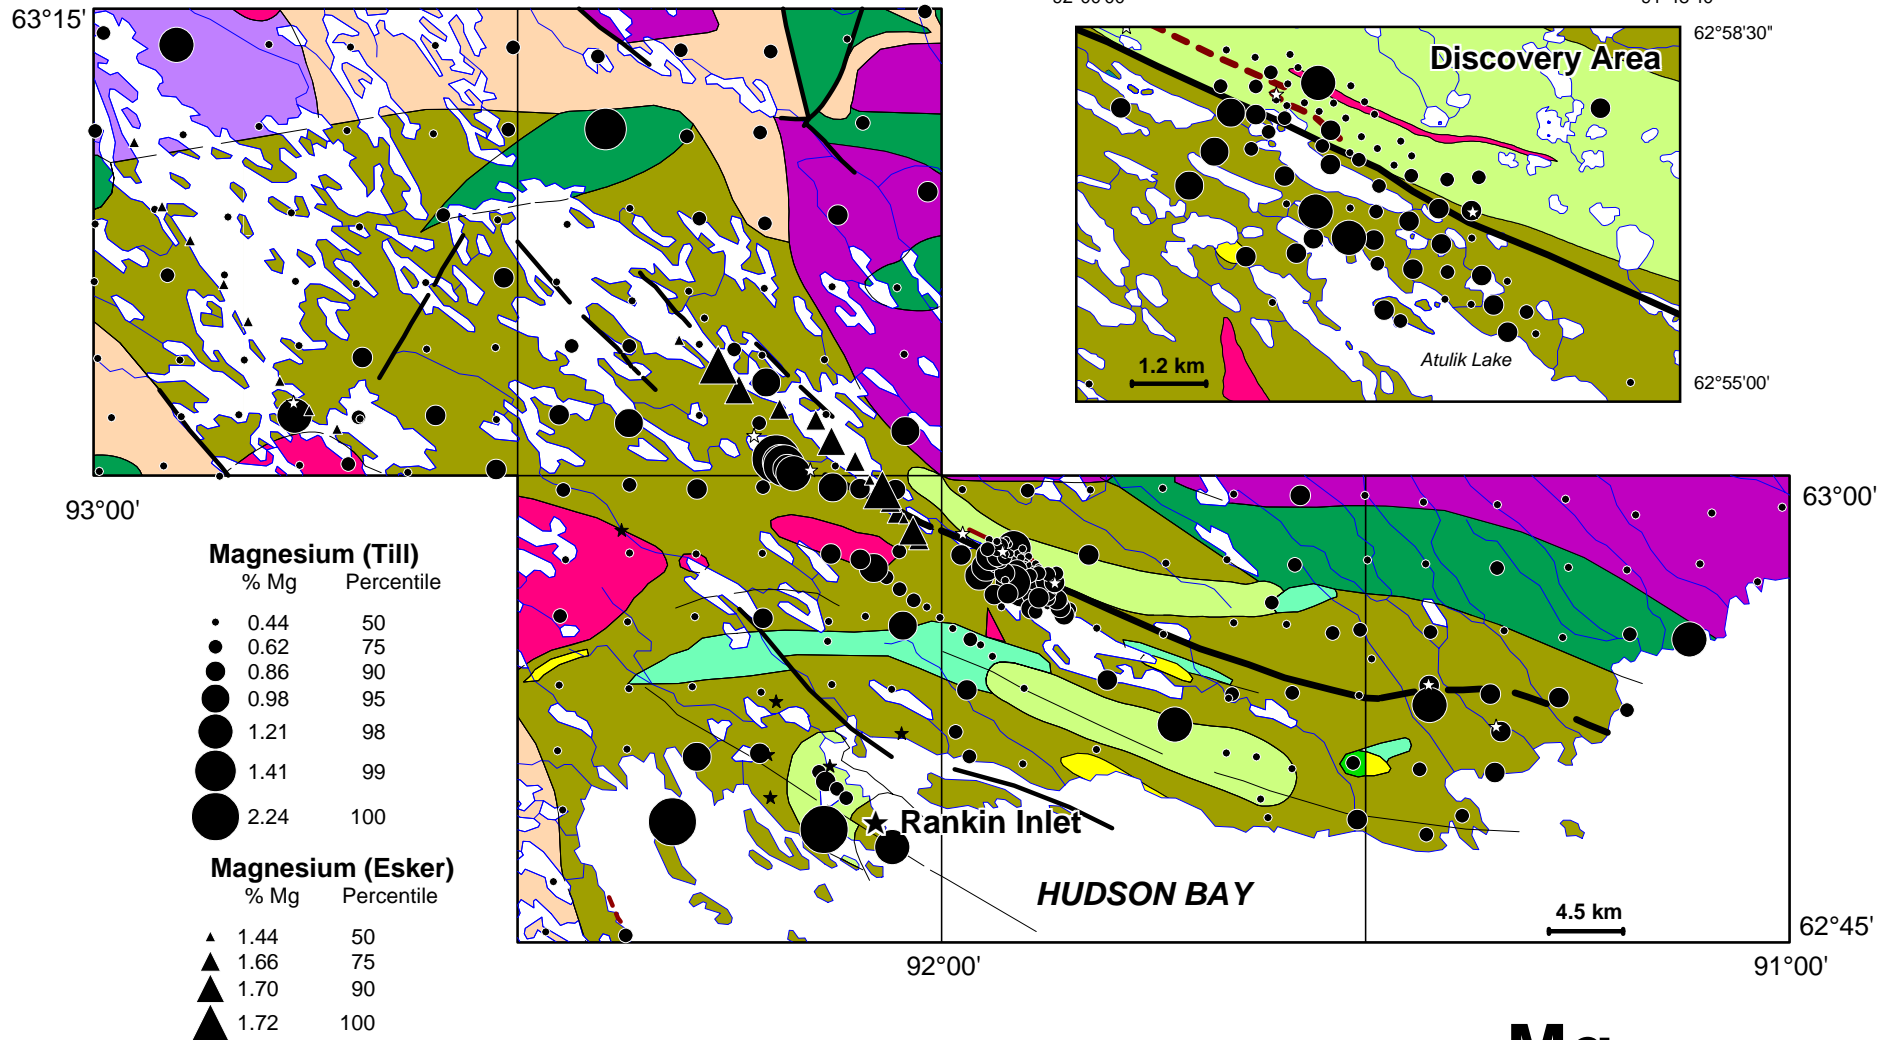 63°15'
62°58'30"
Discovery Area
1.2 km
Atulik Lake
62°55'00'
93°00'
63°00'
Magnesium (Till)
% Mg Percentile
0.44 50
0.62 75
0.86 90
0.98 95
1.21 98
1.41 99
2.24 100
Magnesium (Esker)
% Mg Percentile
1.44 50
1.66 75
1.70 90
1.72 100
Rankin Inlet
HUDSON BAY
4.5 km
62°45'
92°00'
91°00'
Mg